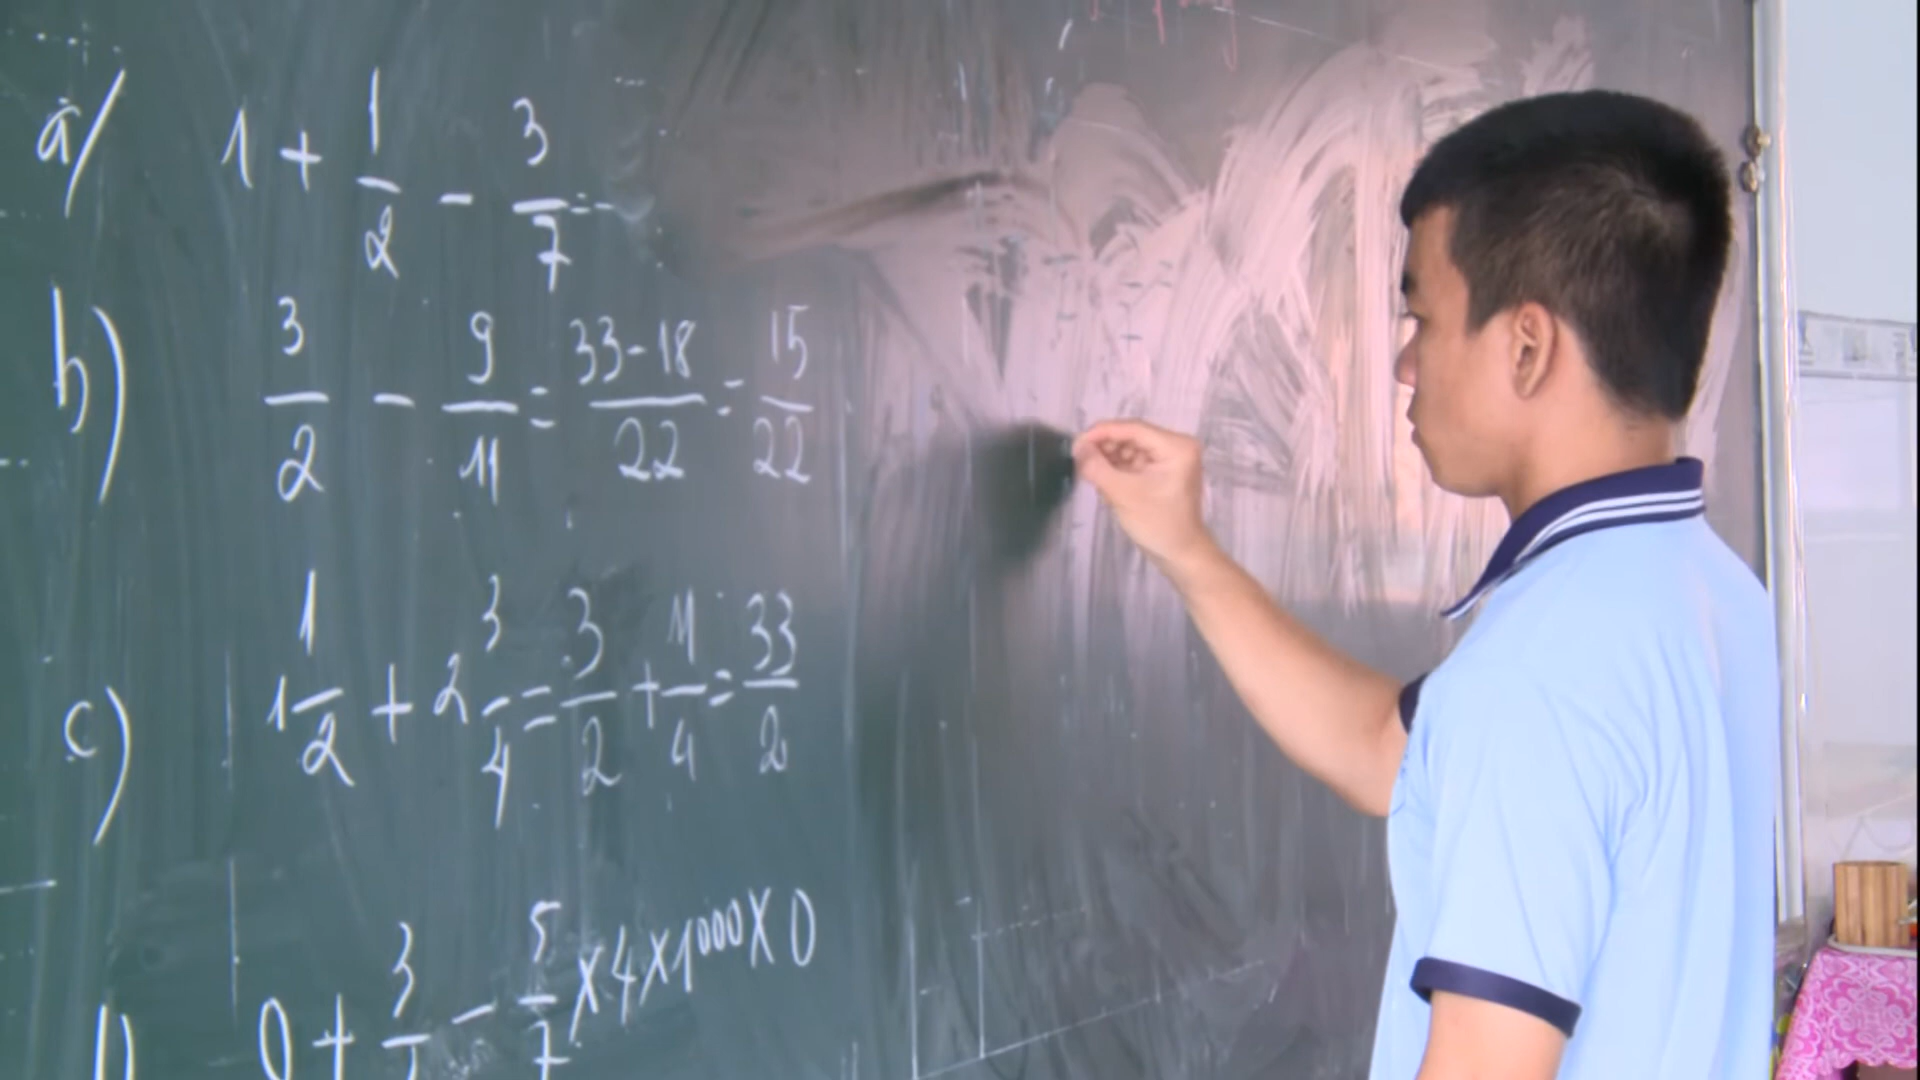 a/ 1 + 1/2 - 3/7 =
b) 3/2 - 9/11 = (33-18)/22 = 15/22
c) 1 1/2 + 2 3/4 = 3/2 + 11/4 = 33/2
0 + 3/ - 5/7 x 4 x 1000 x 0